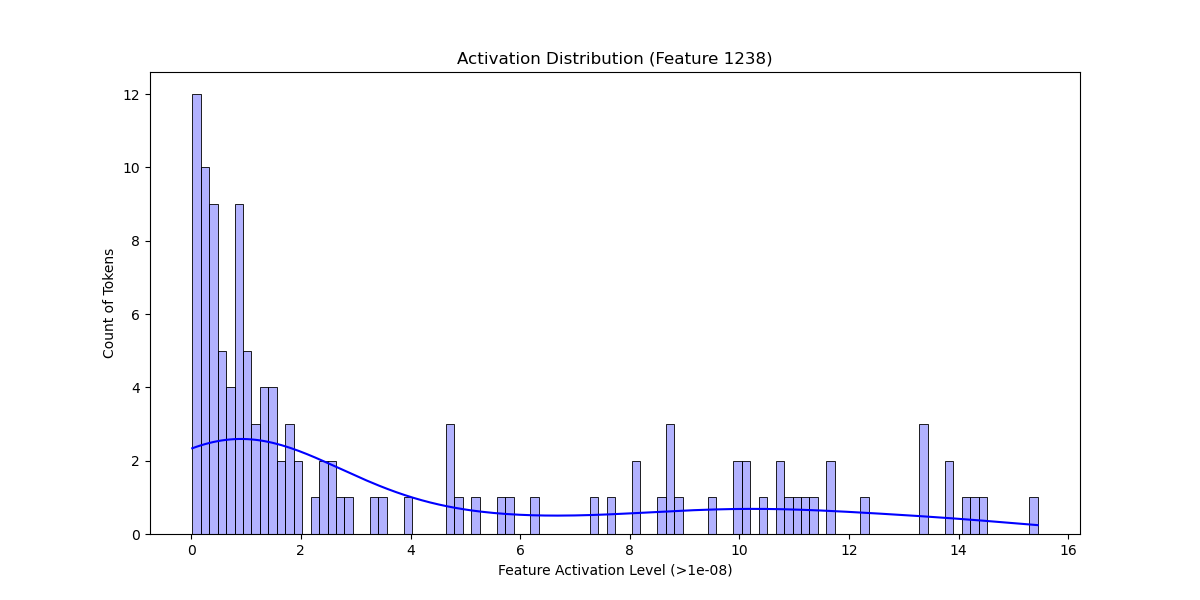 Activation Distribution (Feature 1238)
12
10
8
6
4
2
0
Count of Tokens
0 2 4 6 8 10 12 14 16
Feature Activation Level (>1e-08)